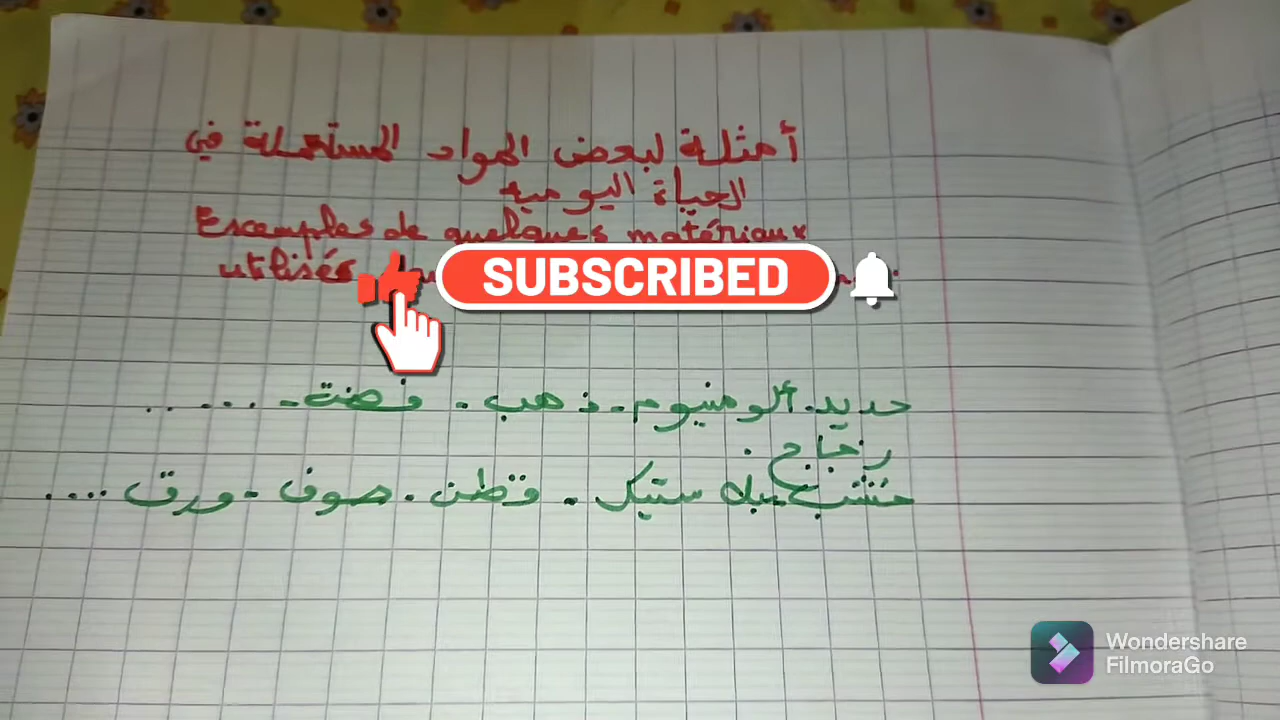 أمثلة لبعض المواد المستعملة في
الحياة اليومية
Exemples de quelques matériaux
utilisés
SUBSCRIBED
حديد. ألومنيوم - ذهب - فضة - .....
زجاج .
خشب - بلاستيك - قطن - صوف - ورق ....
Wondershare
FilmoraGo